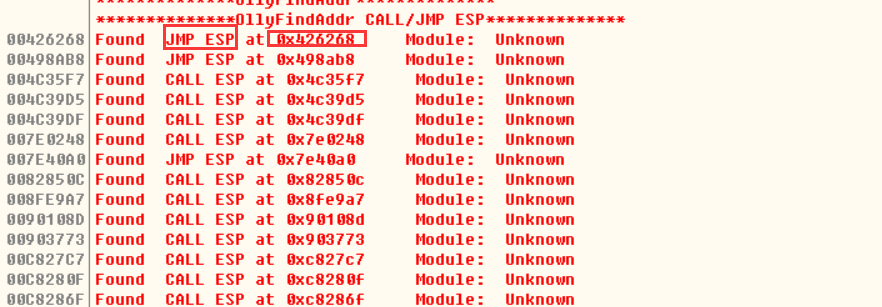 **************OllyFindAddr**************
**************OllyFindAddr CALL/JMP ESP**************
00426268 Found JMP ESP at 0x426268 Module: Unknown
00498AB8 Found JMP ESP at 0x498ab8 Module: Unknown
004C35F7 Found CALL ESP at 0x4c35f7 Module: Unknown
004C39D5 Found CALL ESP at 0x4c39d5 Module: Unknown
004C39DF Found CALL ESP at 0x4c39df Module: Unknown
007E0248 Found CALL ESP at 0x7e0248 Module: Unknown
007E40A0 Found JMP ESP at 0x7e40a0 Module: Unknown
0082850C Found CALL ESP at 0x82850c Module: Unknown
008FE9A7 Found CALL ESP at 0x8fe9a7 Module: Unknown
0090108D Found CALL ESP at 0x90108d Module: Unknown
00903773 Found CALL ESP at 0x903773 Module: Unknown
00C827C7 Found CALL ESP at 0xc827c7 Module: Unknown
00C8280F Found CALL ESP at 0xc8280f Module: Unknown
00C8286F Found CALL ESP at 0xc8286f Module: Unknown